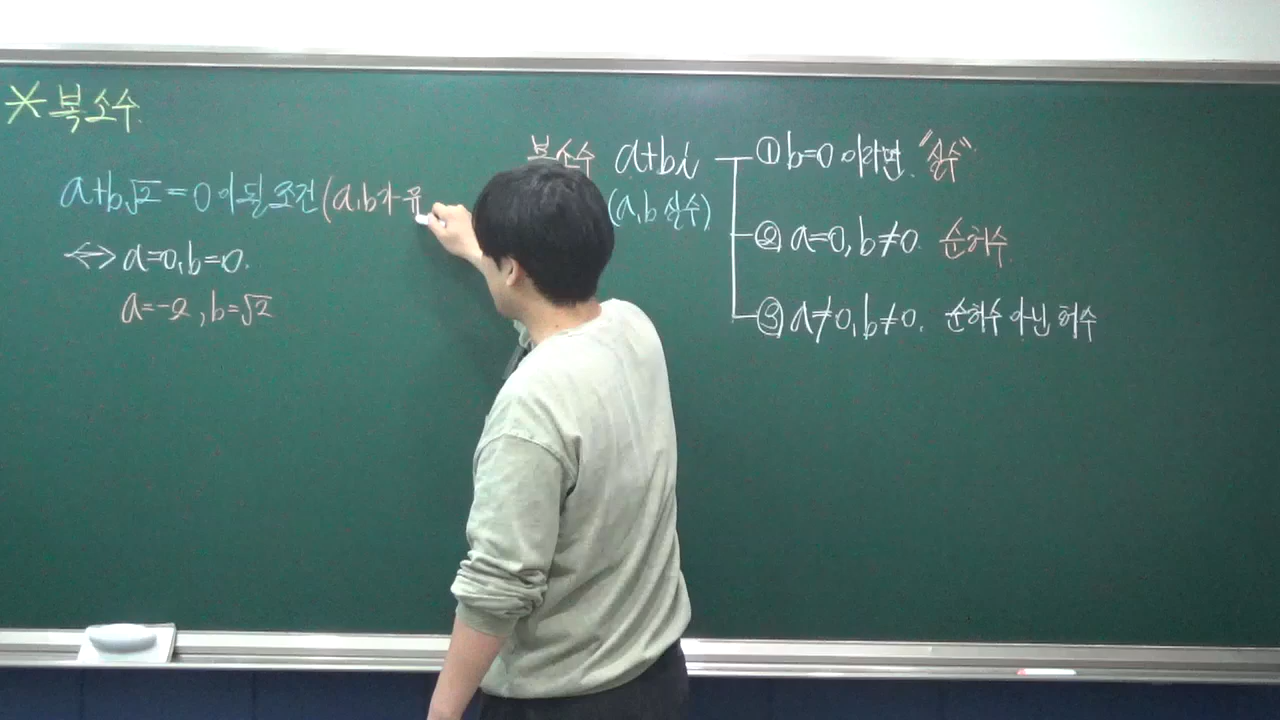 * 복소수.
a+b√2 = 0 이 될 조건 (a, b가 유
⟷ a=0, b=0.
a=-2, b=√2
복소수 a+bi
(a, b 실수)
① b=0 이라면. "실수"
② a=0, b≠0. 순허수.
③ a≠0, b≠0. 순허수 아닌 허수